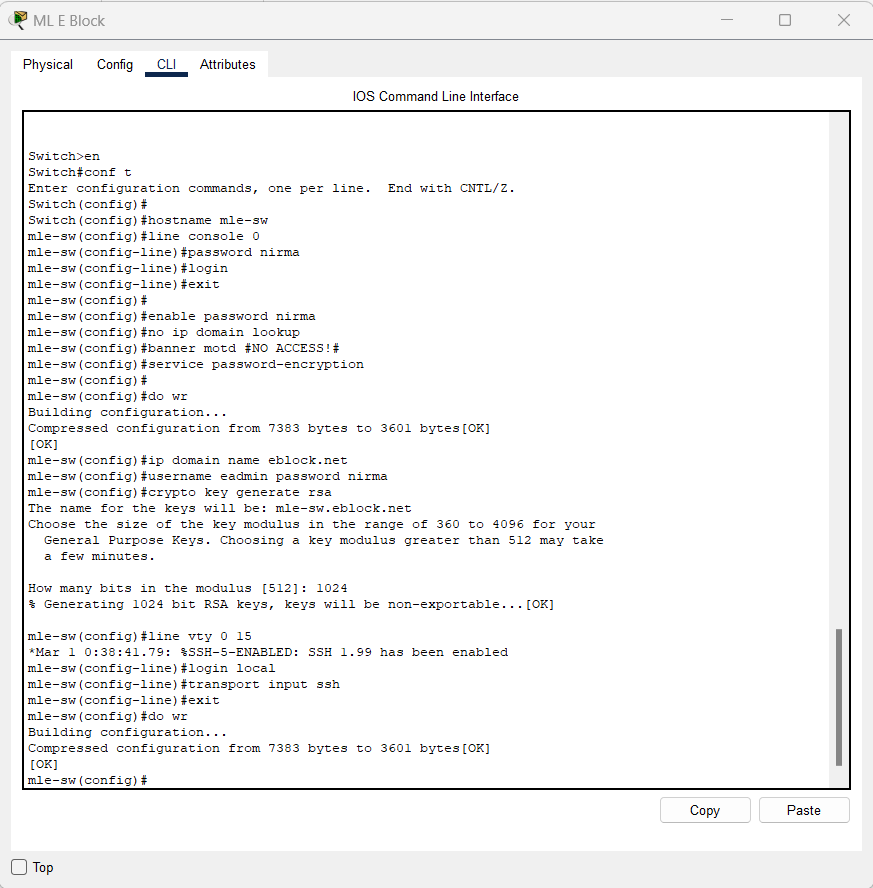 ML E Block
Physical Config CLI Attributes
IOS Command Line Interface
Switch>en
Switch#conf t
Enter configuration commands, one per line.  End with CNTL/Z.
Switch(config)#
Switch(config)#hostname mle-sw
mle-sw(config)#line console 0
mle-sw(config-line)#password nirma
mle-sw(config-line)#login
mle-sw(config-line)#exit
mle-sw(config)#
mle-sw(config)#enable password nirma
mle-sw(config)#no ip domain lookup
mle-sw(config)#banner motd #NO ACCESS!#
mle-sw(config)#service password-encryption
mle-sw(config)#
mle-sw(config)#do wr
Building configuration...
Compressed configuration from 7383 bytes to 3601 bytes[OK]
[OK]
mle-sw(config)#ip domain name eblock.net
mle-sw(config)#username eadmin password nirma
mle-sw(config)#crypto key generate rsa
The name for the keys will be: mle-sw.eblock.net
Choose the size of the key modulus in the range of 360 to 4096 for your
  General Purpose Keys. Choosing a key modulus greater than 512 may take
  a few minutes.
How many bits in the modulus [512]: 1024
% Generating 1024 bit RSA keys, keys will be non-exportable...[OK]
mle-sw(config)#line vty 0 15
*Mar 1 0:38:41.79: %SSH-5-ENABLED: SSH 1.99 has been enabled
mle-sw(config-line)#login local
mle-sw(config-line)#transport input ssh
mle-sw(config-line)#exit
mle-sw(config)#do wr
Building configuration...
Compressed configuration from 7383 bytes to 3601 bytes[OK]
[OK]
mle-sw(config)#
Copy Paste
Top